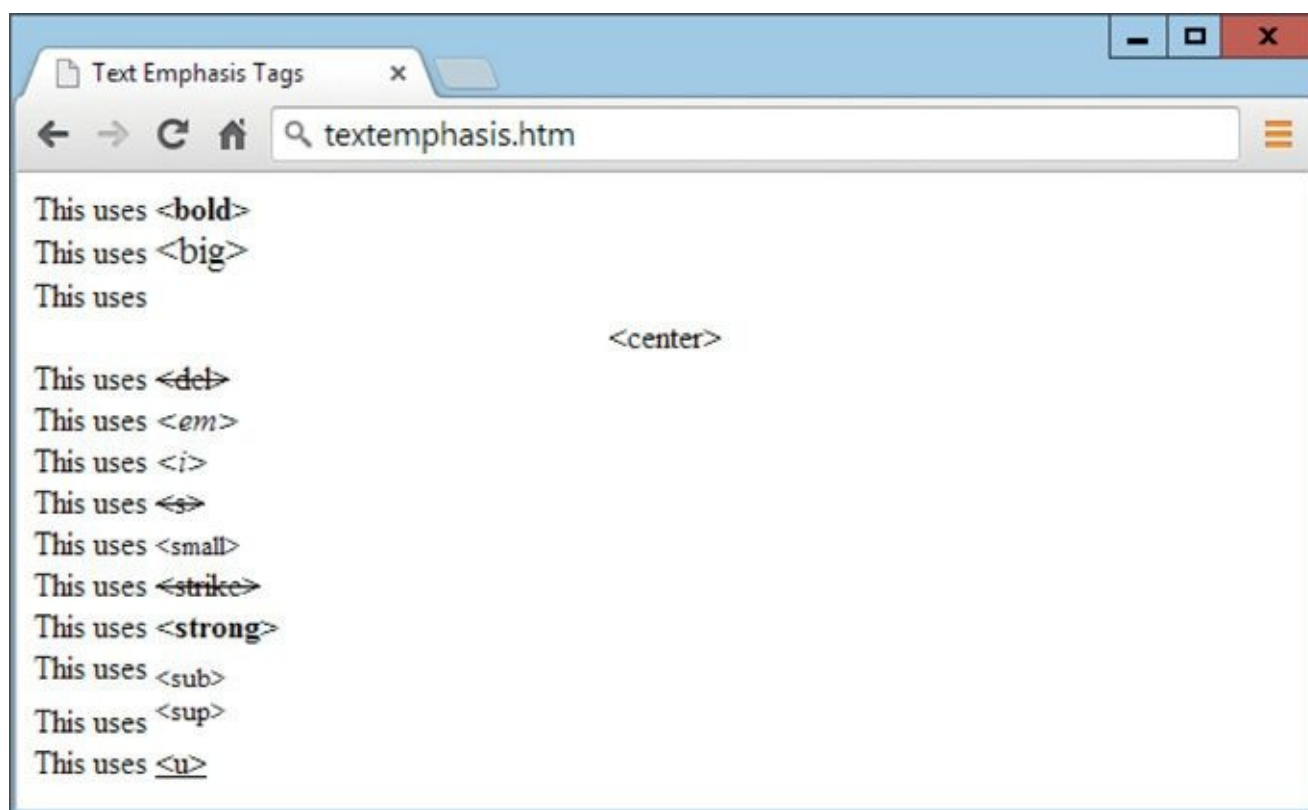 Text Emphasis Tags
textemphasis.htm
This uses <bold>
This uses <big>
This uses
<center>
This uses <del>
This uses <em>
This uses <i>
This uses <s>
This uses <small>
This uses <strike>
This uses <strong>
This uses <sub>
This uses <sup>
This uses <u>